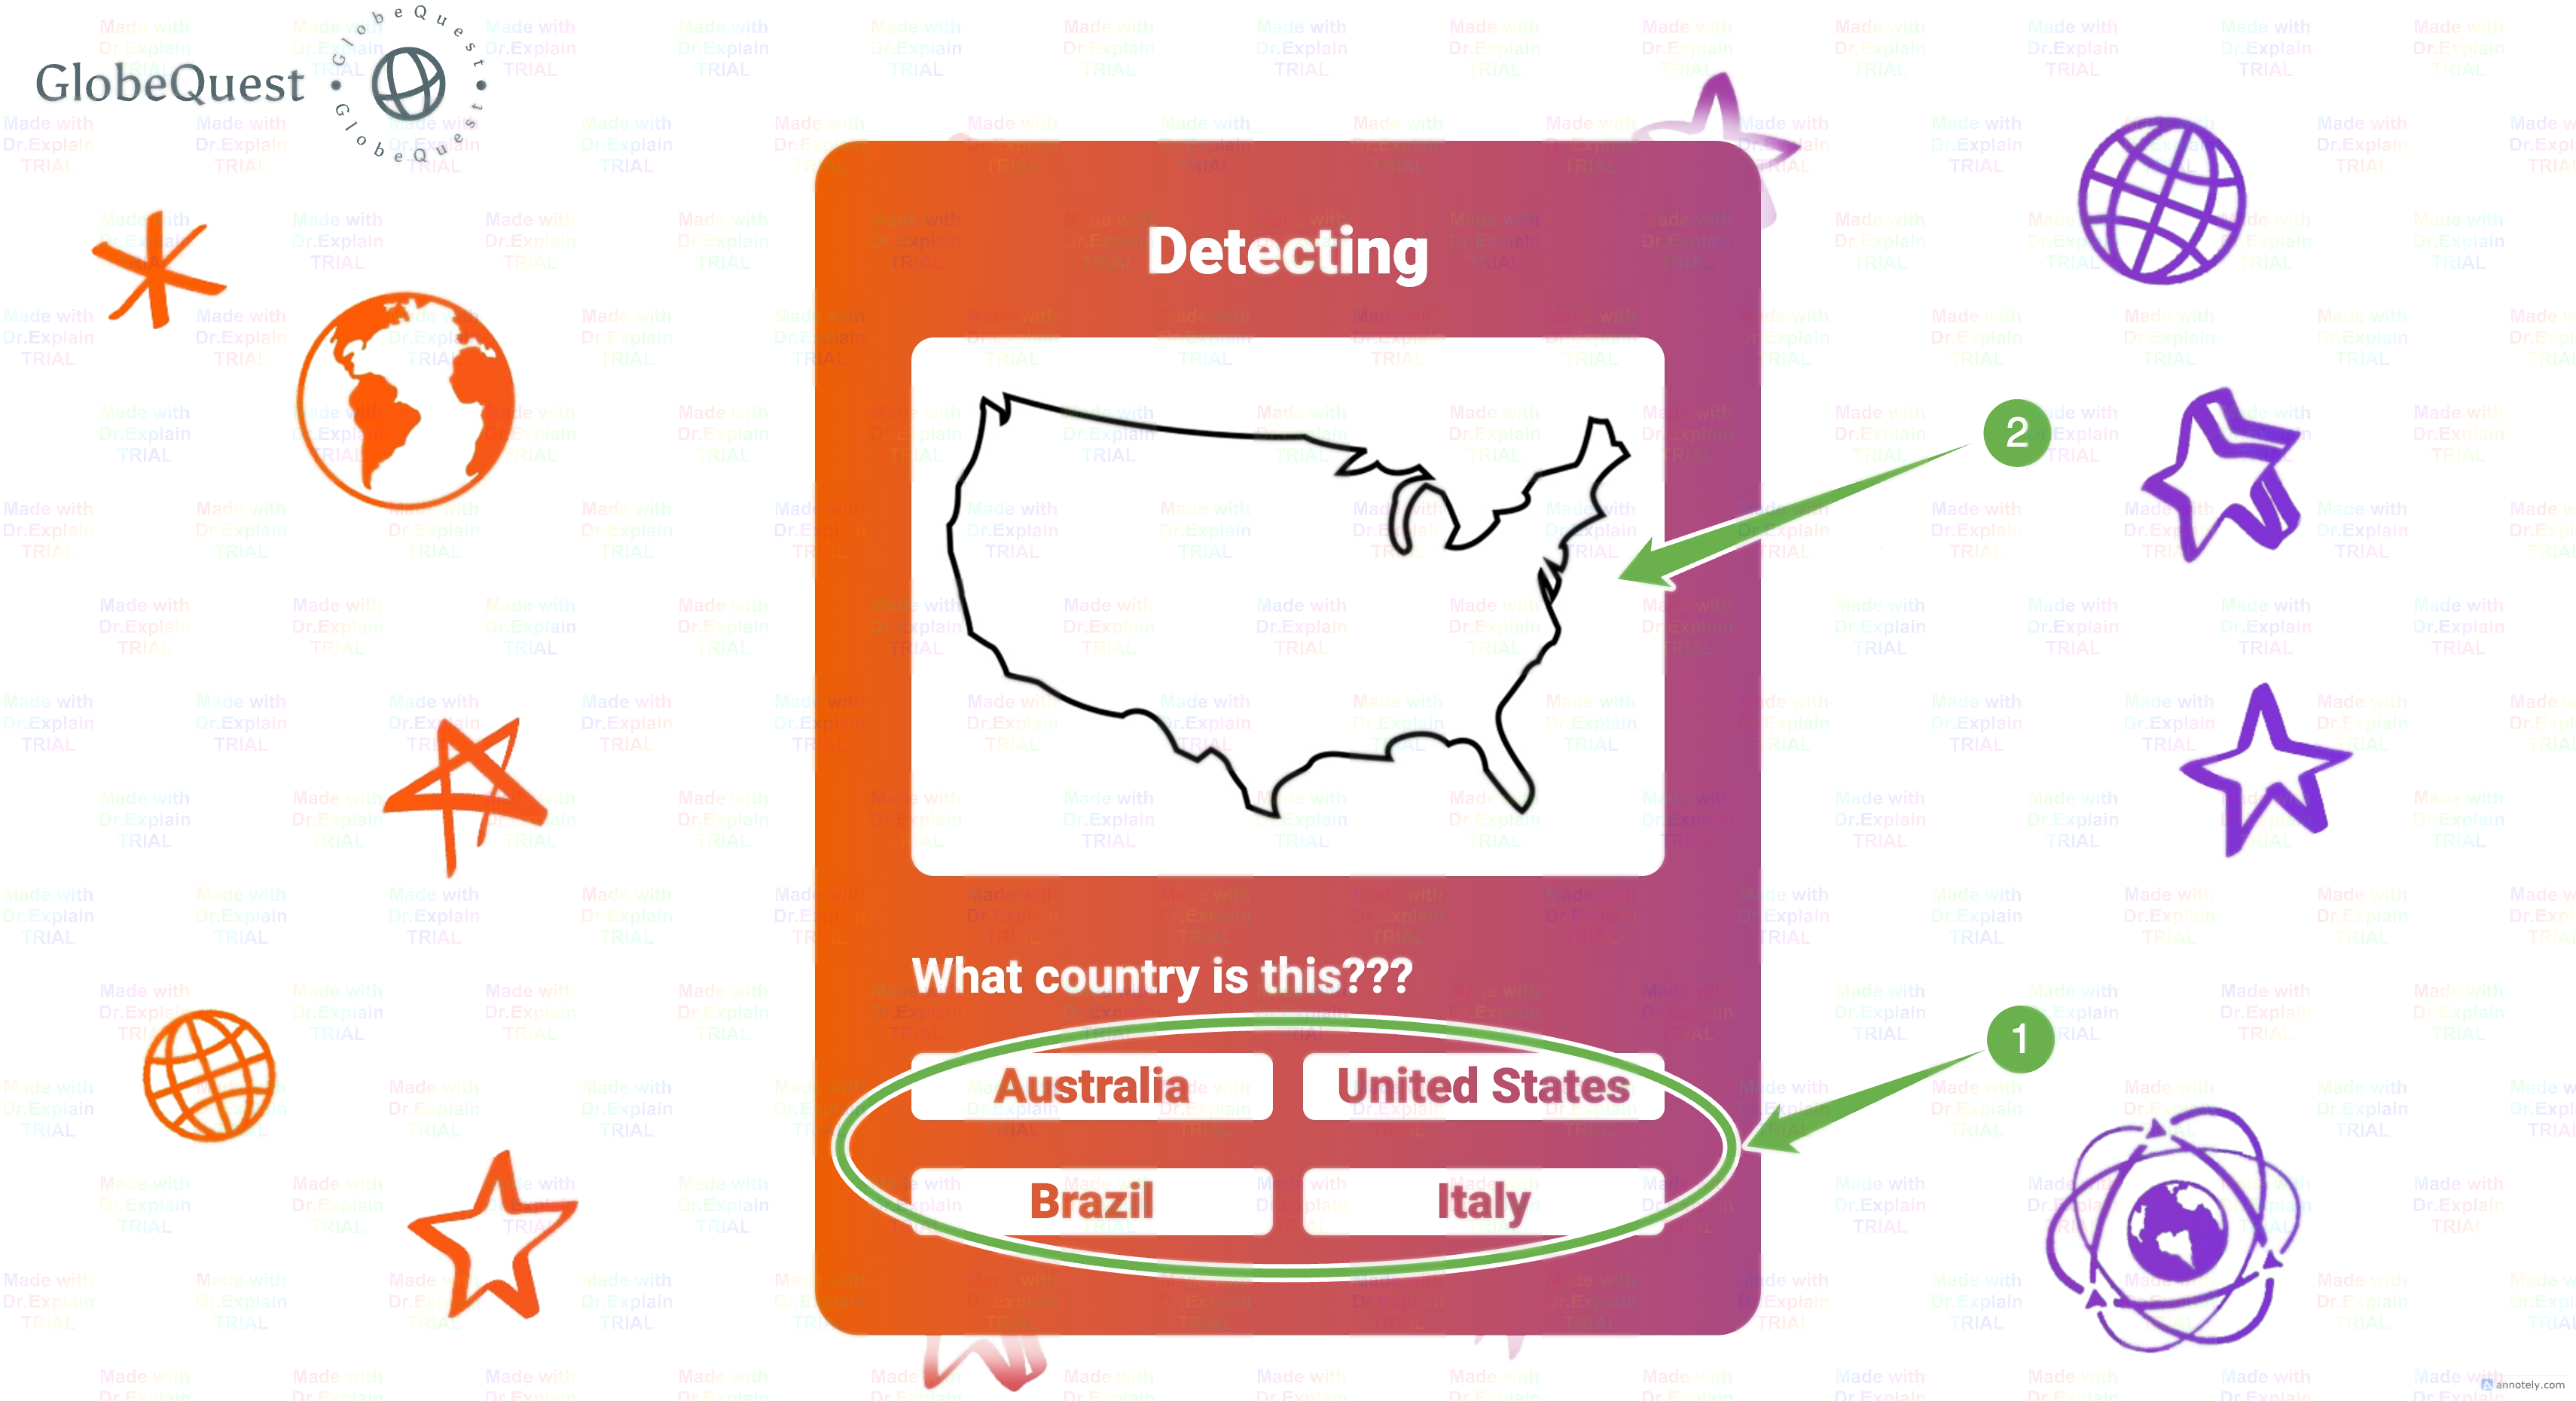 GlobeQuest
GlobeQuest • GlobeQuest •
Detecting
2
What country is this???
1
Australia
United States
Brazil
Italy
Made with
Dr.Explain
TRIAL
annotely.com